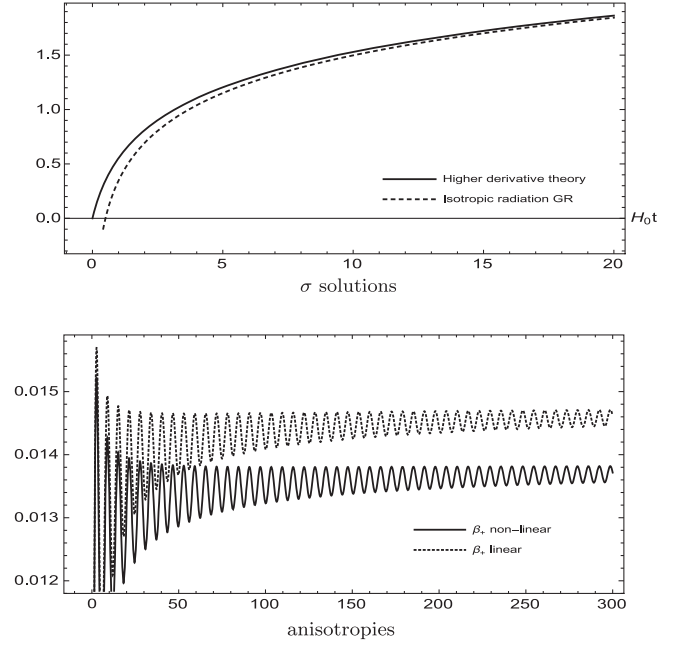 1.5
1.0
0.5
0.0
Higher derivative theory
Isotropic radiation GR
H₀t
0 5 10 15 20
σ solutions
0.015
0.014
0.013
0.012
β₊ non–linear
β₊ linear
0 50 100 150 200 250 300
anisotropies